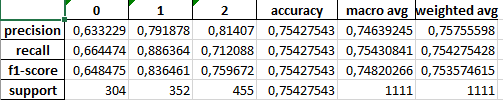 0 1 2 accuracy macro avg weighted avg
precision 0,633229 0,791878 0,81407 0,75427543 0,74639245 0,75755598
recall 0,664474 0,886364 0,712088 0,75427543 0,75430841 0,754275428
f1-score 0,648475 0,836461 0,759672 0,75427543 0,74820266 0,753574615
support 304 352 455 0,75427543 1111 1111